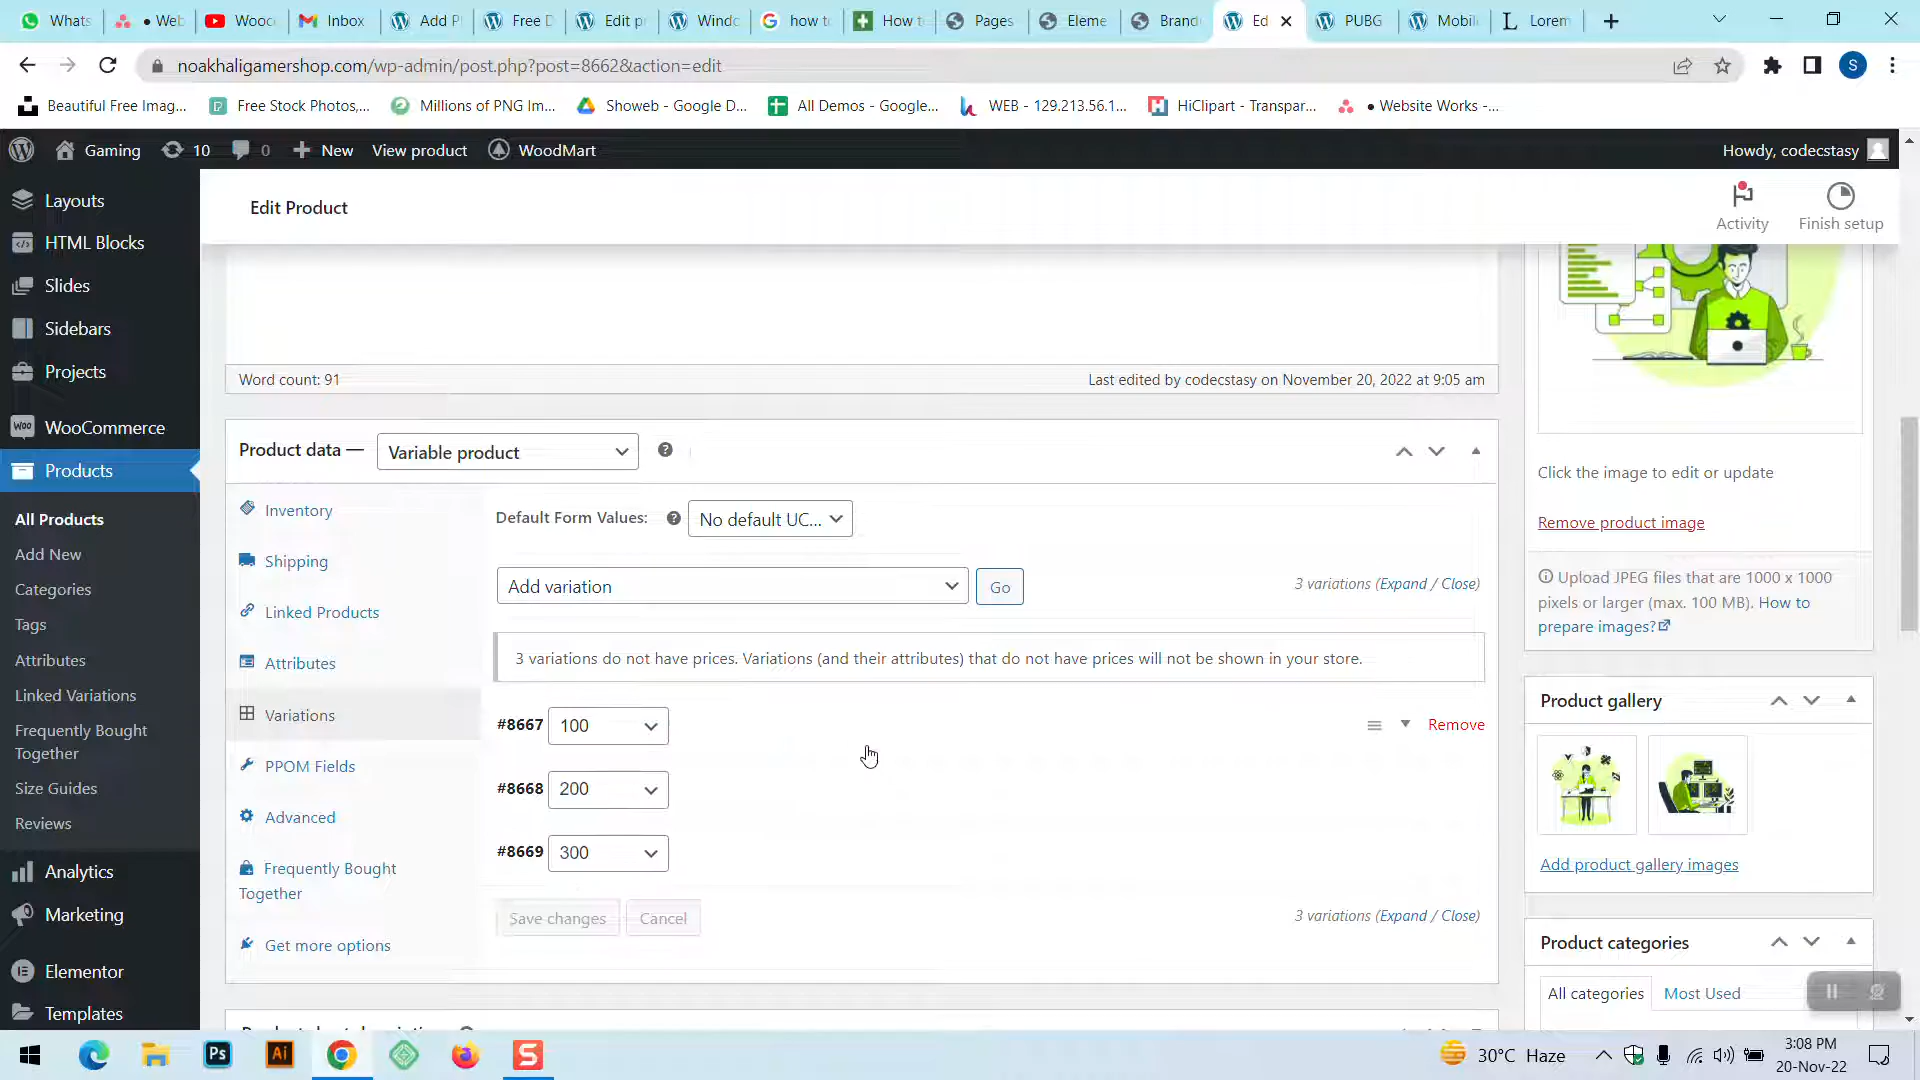 Whats
● Web
Wooc
Inbox
Add P
Free D
Edit p
Windc
how to
How t
Pages
Eleme
Brand
Ed
PUBG
Mobil
Lorem
noakhaligamershop.com/wp-admin/post.php?post=8662&action=edit
S
Beautiful Free Imag...
Free Stock Photos,...
Millions of PNG Im...
Showeb - Google D...
All Demos - Google...
WEB - 129.213.56.1...
HiClipart - Transpar...
● Website Works -...
Gaming
10
0
New
View product
WoodMart
Howdy, codecstasy
Layouts
HTML Blocks
Slides
Sidebars
Projects
WooCommerce
Products
All Products
Add New
Categories
Tags
Attributes
Linked Variations
Frequently Bought
Together
Size Guides
Reviews
Analytics
Marketing
Elementor
Templates
Edit Product
Activity
Finish setup
Word count: 91
Last edited by codecstasy on November 20, 2022 at 9:05 am
Product data —
Variable product
Inventory
Shipping
Linked Products
Attributes
Variations
PPOM Fields
Advanced
Frequently Bought
Together
Get more options
Default Form Values:
No default UC...
Add variation
Go
3 variations (Expand / Close)
3 variations do not have prices. Variations (and their attributes) that do not have prices will not be shown in your store.
#8667
100
Remove
#8668
200
#8669
300
Save changes
Cancel
3 variations (Expand / Close)
Click the image to edit or update
Remove product image
Upload JPEG files that are 1000 x 1000
pixels or larger (max. 100 MB). How to
prepare images?
Product gallery
Add product gallery images
Product categories
All categories
Most Used
Ps
Ai
S
30°C Haze
3:08 PM
20-Nov-22